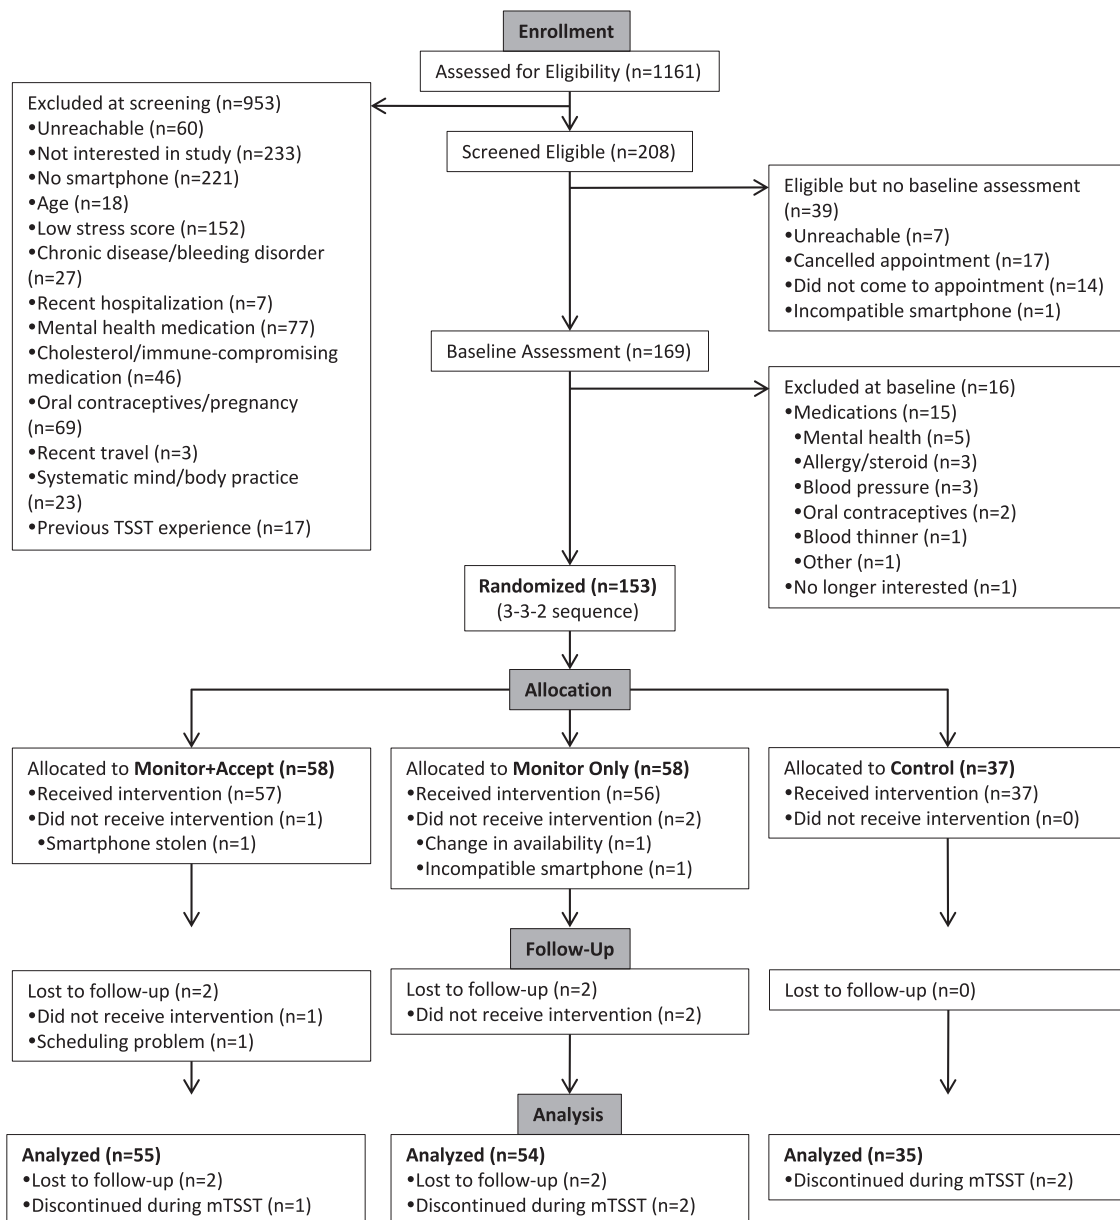 Enrollment
Assessed for Eligibility (n=1161)
Excluded at screening (n=953)
•Unreachable (n=60)
•Not interested in study (n=233)
•No smartphone (n=221)
•Age (n=18)
•Low stress score (n=152)
•Chronic disease/bleeding disorder
(n=27)
•Recent hospitalization (n=7)
•Mental health medication (n=77)
•Cholesterol/immune-compromising
medication (n=46)
•Oral contraceptives/pregnancy
(n=69)
•Recent travel (n=3)
•Systematic mind/body practice
(n=23)
•Previous TSST experience (n=17)
Screened Eligible (n=208)
Eligible but no baseline assessment
(n=39)
•Unreachable (n=7)
•Cancelled appointment (n=17)
•Did not come to appointment (n=14)
•Incompatible smartphone (n=1)
Baseline Assessment (n=169)
Excluded at baseline (n=16)
•Medications (n=15)
•Mental health (n=5)
•Allergy/steroid (n=3)
•Blood pressure (n=3)
•Oral contraceptives (n=2)
•Blood thinner (n=1)
•Other (n=1)
•No longer interested (n=1)
Randomized (n=153)
(3-3-2 sequence)
Allocation
Allocated to Monitor+Accept (n=58)
•Received intervention (n=57)
•Did not receive intervention (n=1)
•Smartphone stolen (n=1)
Allocated to Monitor Only (n=58)
•Received intervention (n=56)
•Did not receive intervention (n=2)
•Change in availability (n=1)
•Incompatible smartphone (n=1)
Allocated to Control (n=37)
•Received intervention (n=37)
•Did not receive intervention (n=0)
Follow-Up
Lost to follow-up (n=2)
•Did not receive intervention (n=1)
•Scheduling problem (n=1)
Lost to follow-up (n=2)
•Did not receive intervention (n=2)
Lost to follow-up (n=0)
Analysis
Analyzed (n=55)
•Lost to follow-up (n=2)
•Discontinued during mTSST (n=1)
Analyzed (n=54)
•Lost to follow-up (n=2)
•Discontinued during mTSST (n=2)
Analyzed (n=35)
•Discontinued during mTSST (n=2)